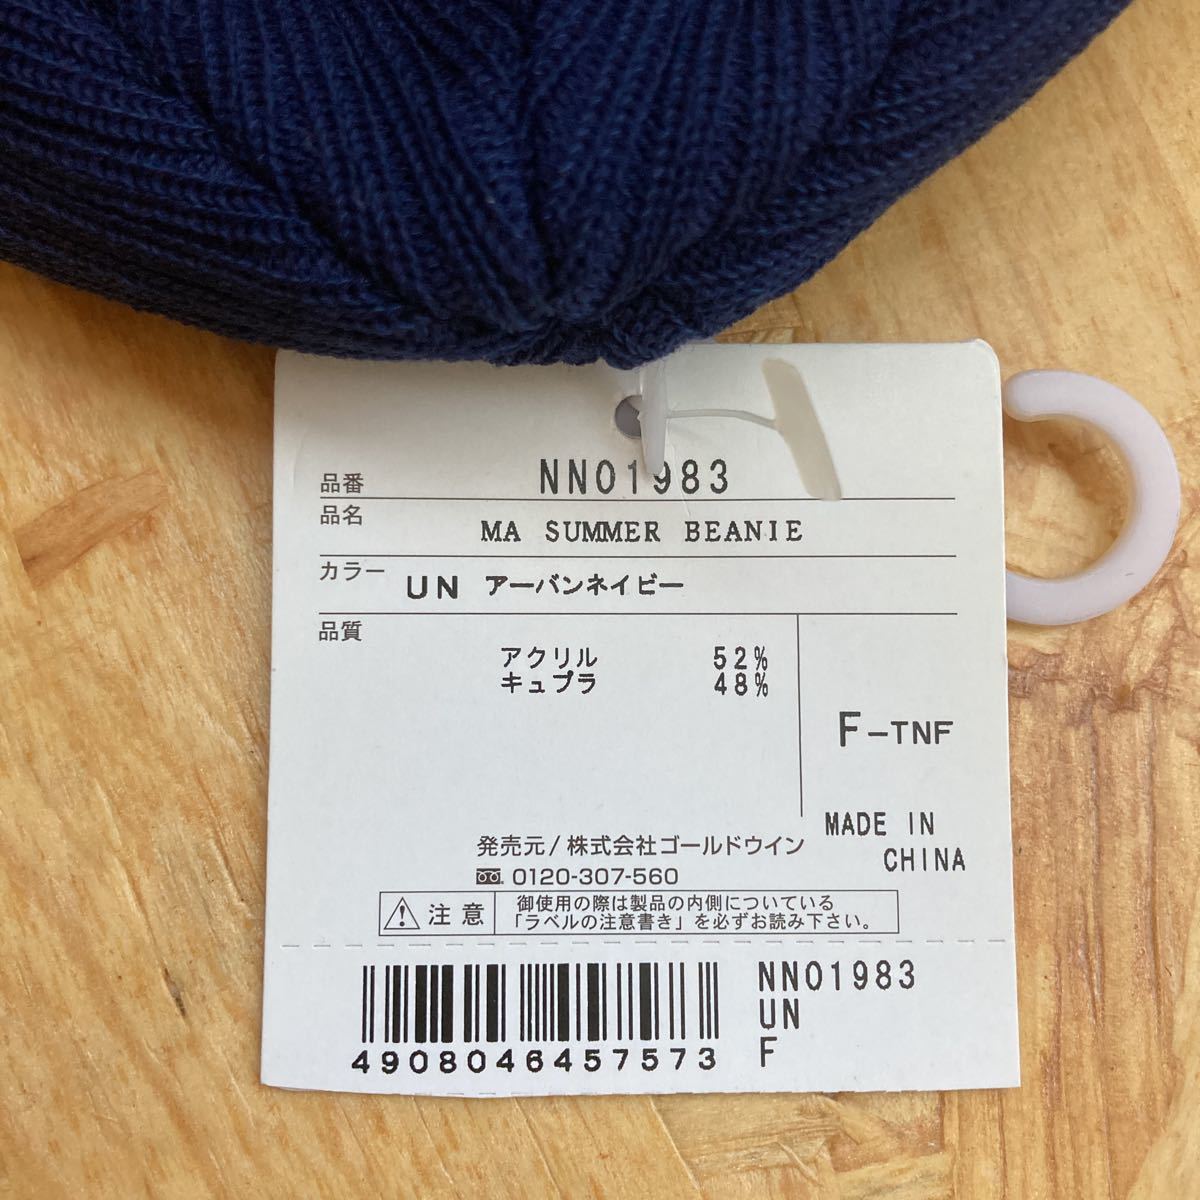 品番 NN01983
品名 MA SUMMER BEANIE
カラー UN アーバンネイビー
品質
アクリル 52%
キュプラ 48%
F-TNF
MADE IN
CHINA
発売元/株式会社ゴールドウイン
0120-307-560
注意
御使用の際は製品の内側についている
「ラベルの注意書き」を必ずお読み下さい。
4908046457573
NN01983
UN
F